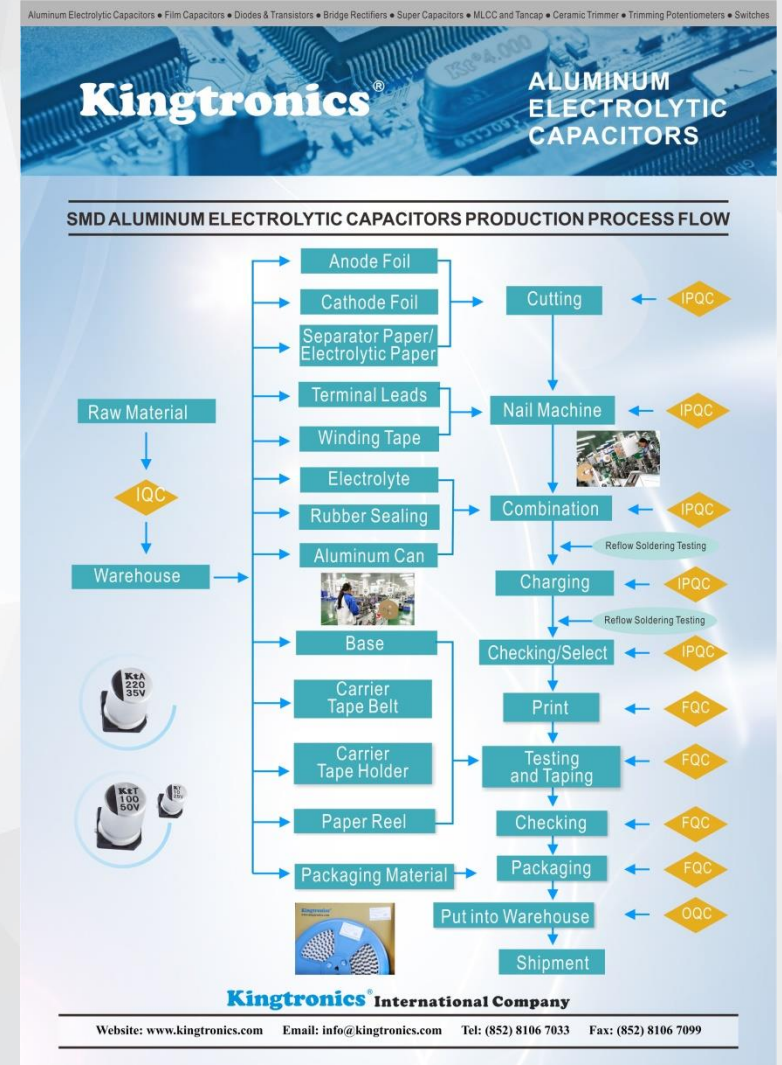 Aluminum Electrolytic Capacitors ● Film Capacitors ● Diodes & Transistors ● Bridge Rectifiers ● Super Capacitors ● MLCC and Tancap ● Ceramic Trimmer ● Trimming Potentiometers ● Switches
Kt*4.000
Kingtronics®
ALUMINUM
ELECTROLYTIC
CAPACITORS
SMD ALUMINUM ELECTROLYTIC CAPACITORS PRODUCTION PROCESS FLOW
Raw Material
IQC
Warehouse
Anode Foil
Cathode Foil
Separator Paper/
Electrolytic Paper
Terminal Leads
Winding Tape
Electrolyte
Rubber Sealing
Aluminum Can
Base
Carrier
Tape Belt
Carrier
Tape Holder
Paper Reel
Packaging Material
Cutting
IPQC
Nail Machine
IPQC
Combination
IPQC
Reflow Soldering Testing
Charging
IPQC
Reflow Soldering Testing
Checking/Select
IPQC
Print
FQC
Testing
and Taping
FQC
Checking
FQC
Packaging
FQC
Put into Warehouse
OQC
Shipment
KtA
220
35V
KtT
100
50V
Kingtronics
Kingtronics® International Company
Website: www.kingtronics.com Email: info@kingtronics.com Tel: (852) 8106 7033 Fax: (852) 8106 7099